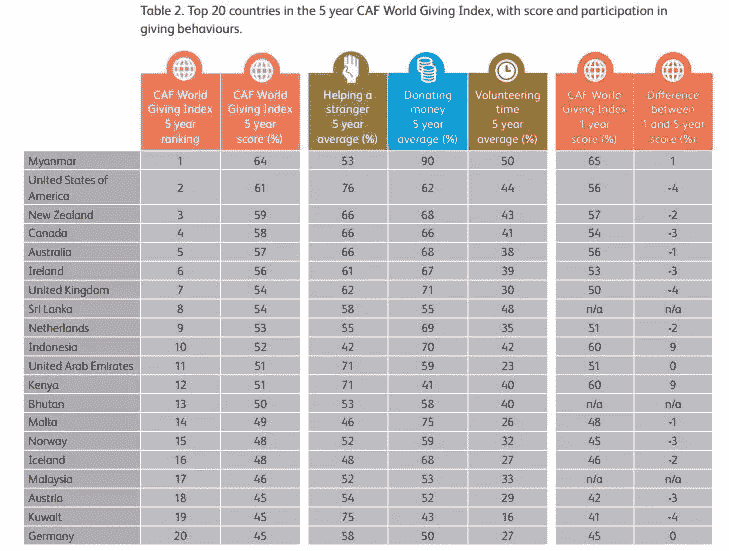 Table 2. Top 20 countries in the 5 year CAF World Giving Index, with score and participation in
giving behaviours.
CAF World Giving Index 5 year ranking | CAF World Giving Index 5 year score (%) | Helping a stranger 5 year average (%) | Donating money 5 year average (%) | Volunteering time 5 year average (%) | CAF World Giving Index 1 year score (%) | Difference between 1 and 5 year score (%)
Myanmar 1 64 53 90 50 65 1
United States of America 2 61 76 62 44 56 -4
New Zealand 3 59 66 68 43 57 -2
Canada 4 58 66 66 41 54 -3
Australia 5 57 66 68 38 56 -1
Ireland 6 56 61 67 39 53 -3
United Kingdom 7 54 62 71 30 50 -4
Sri Lanka 8 54 58 55 48 n/a n/a
Netherlands 9 53 55 69 35 51 -2
Indonesia 10 52 42 70 42 60 9
United Arab Emirates 11 51 71 59 23 51 0
Kenya 12 51 71 41 40 60 9
Bhutan 13 50 53 58 40 n/a n/a
Malta 14 49 46 75 26 48 -1
Norway 15 48 52 59 32 45 -3
Iceland 16 48 48 68 27 46 -2
Malaysia 17 46 52 53 33 n/a n/a
Austria 18 45 54 52 29 42 -3
Kuwait 19 45 75 43 16 41 -4
Germany 20 45 58 50 27 45 0